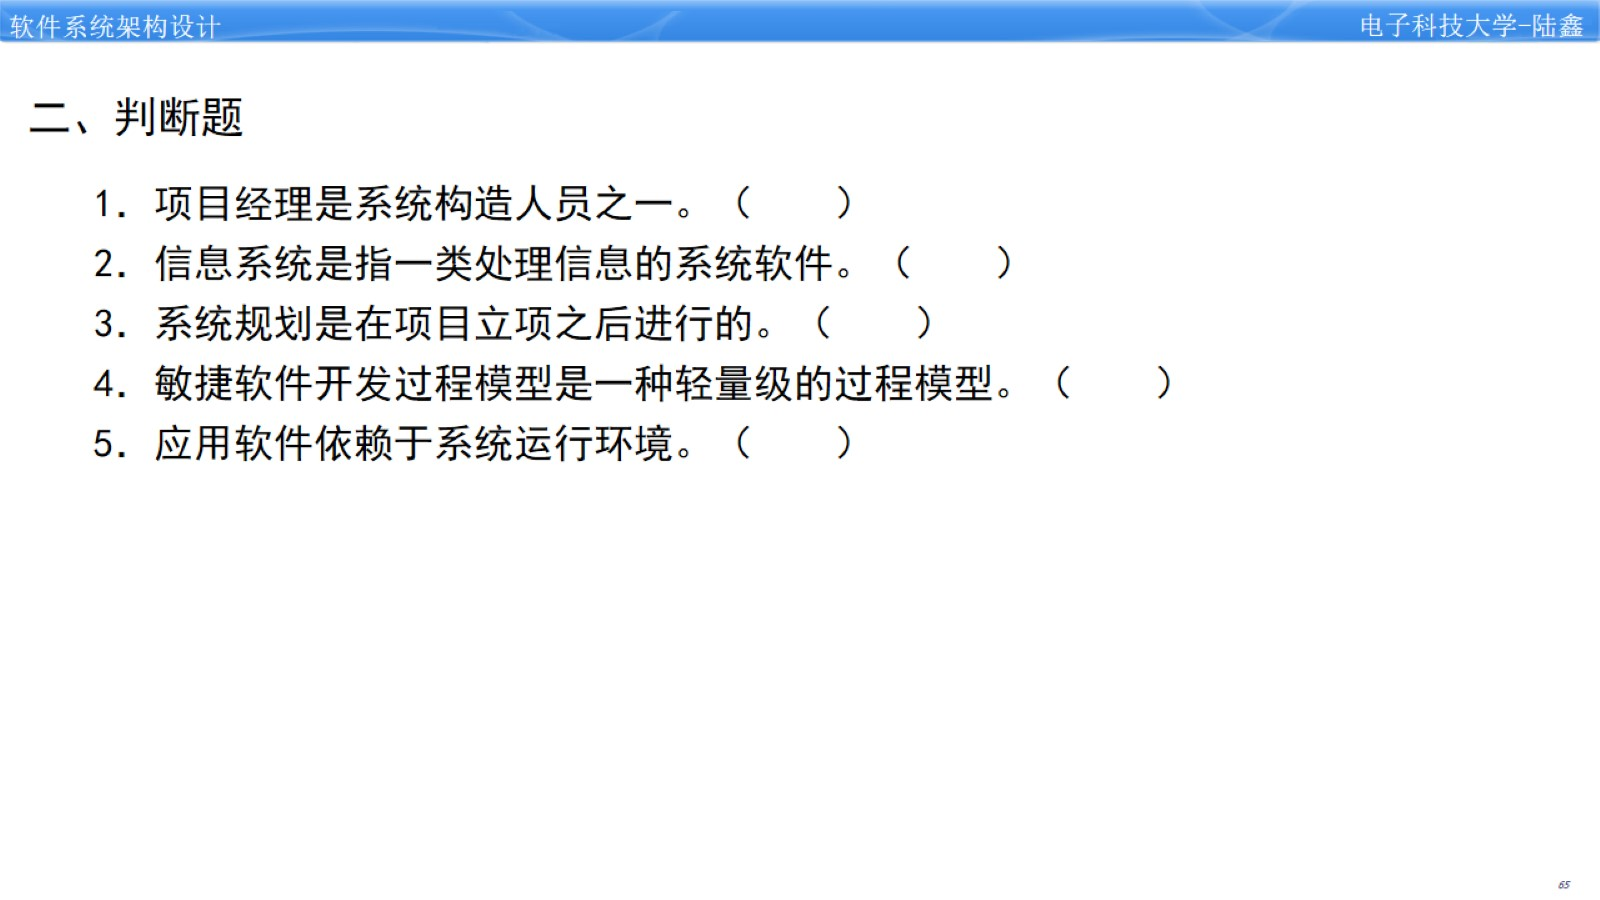 软件系统架构设计
电子科技大学-陆鑫
二、判断题
1. 项目经理是系统构造人员之一。（　　）
2. 信息系统是指一类处理信息的系统软件。（　　）
3. 系统规划是在项目立项之后进行的。（　　）
4. 敏捷软件开发过程模型是一种轻量级的过程模型。（　　）
5. 应用软件依赖于系统运行环境。（　　）
65